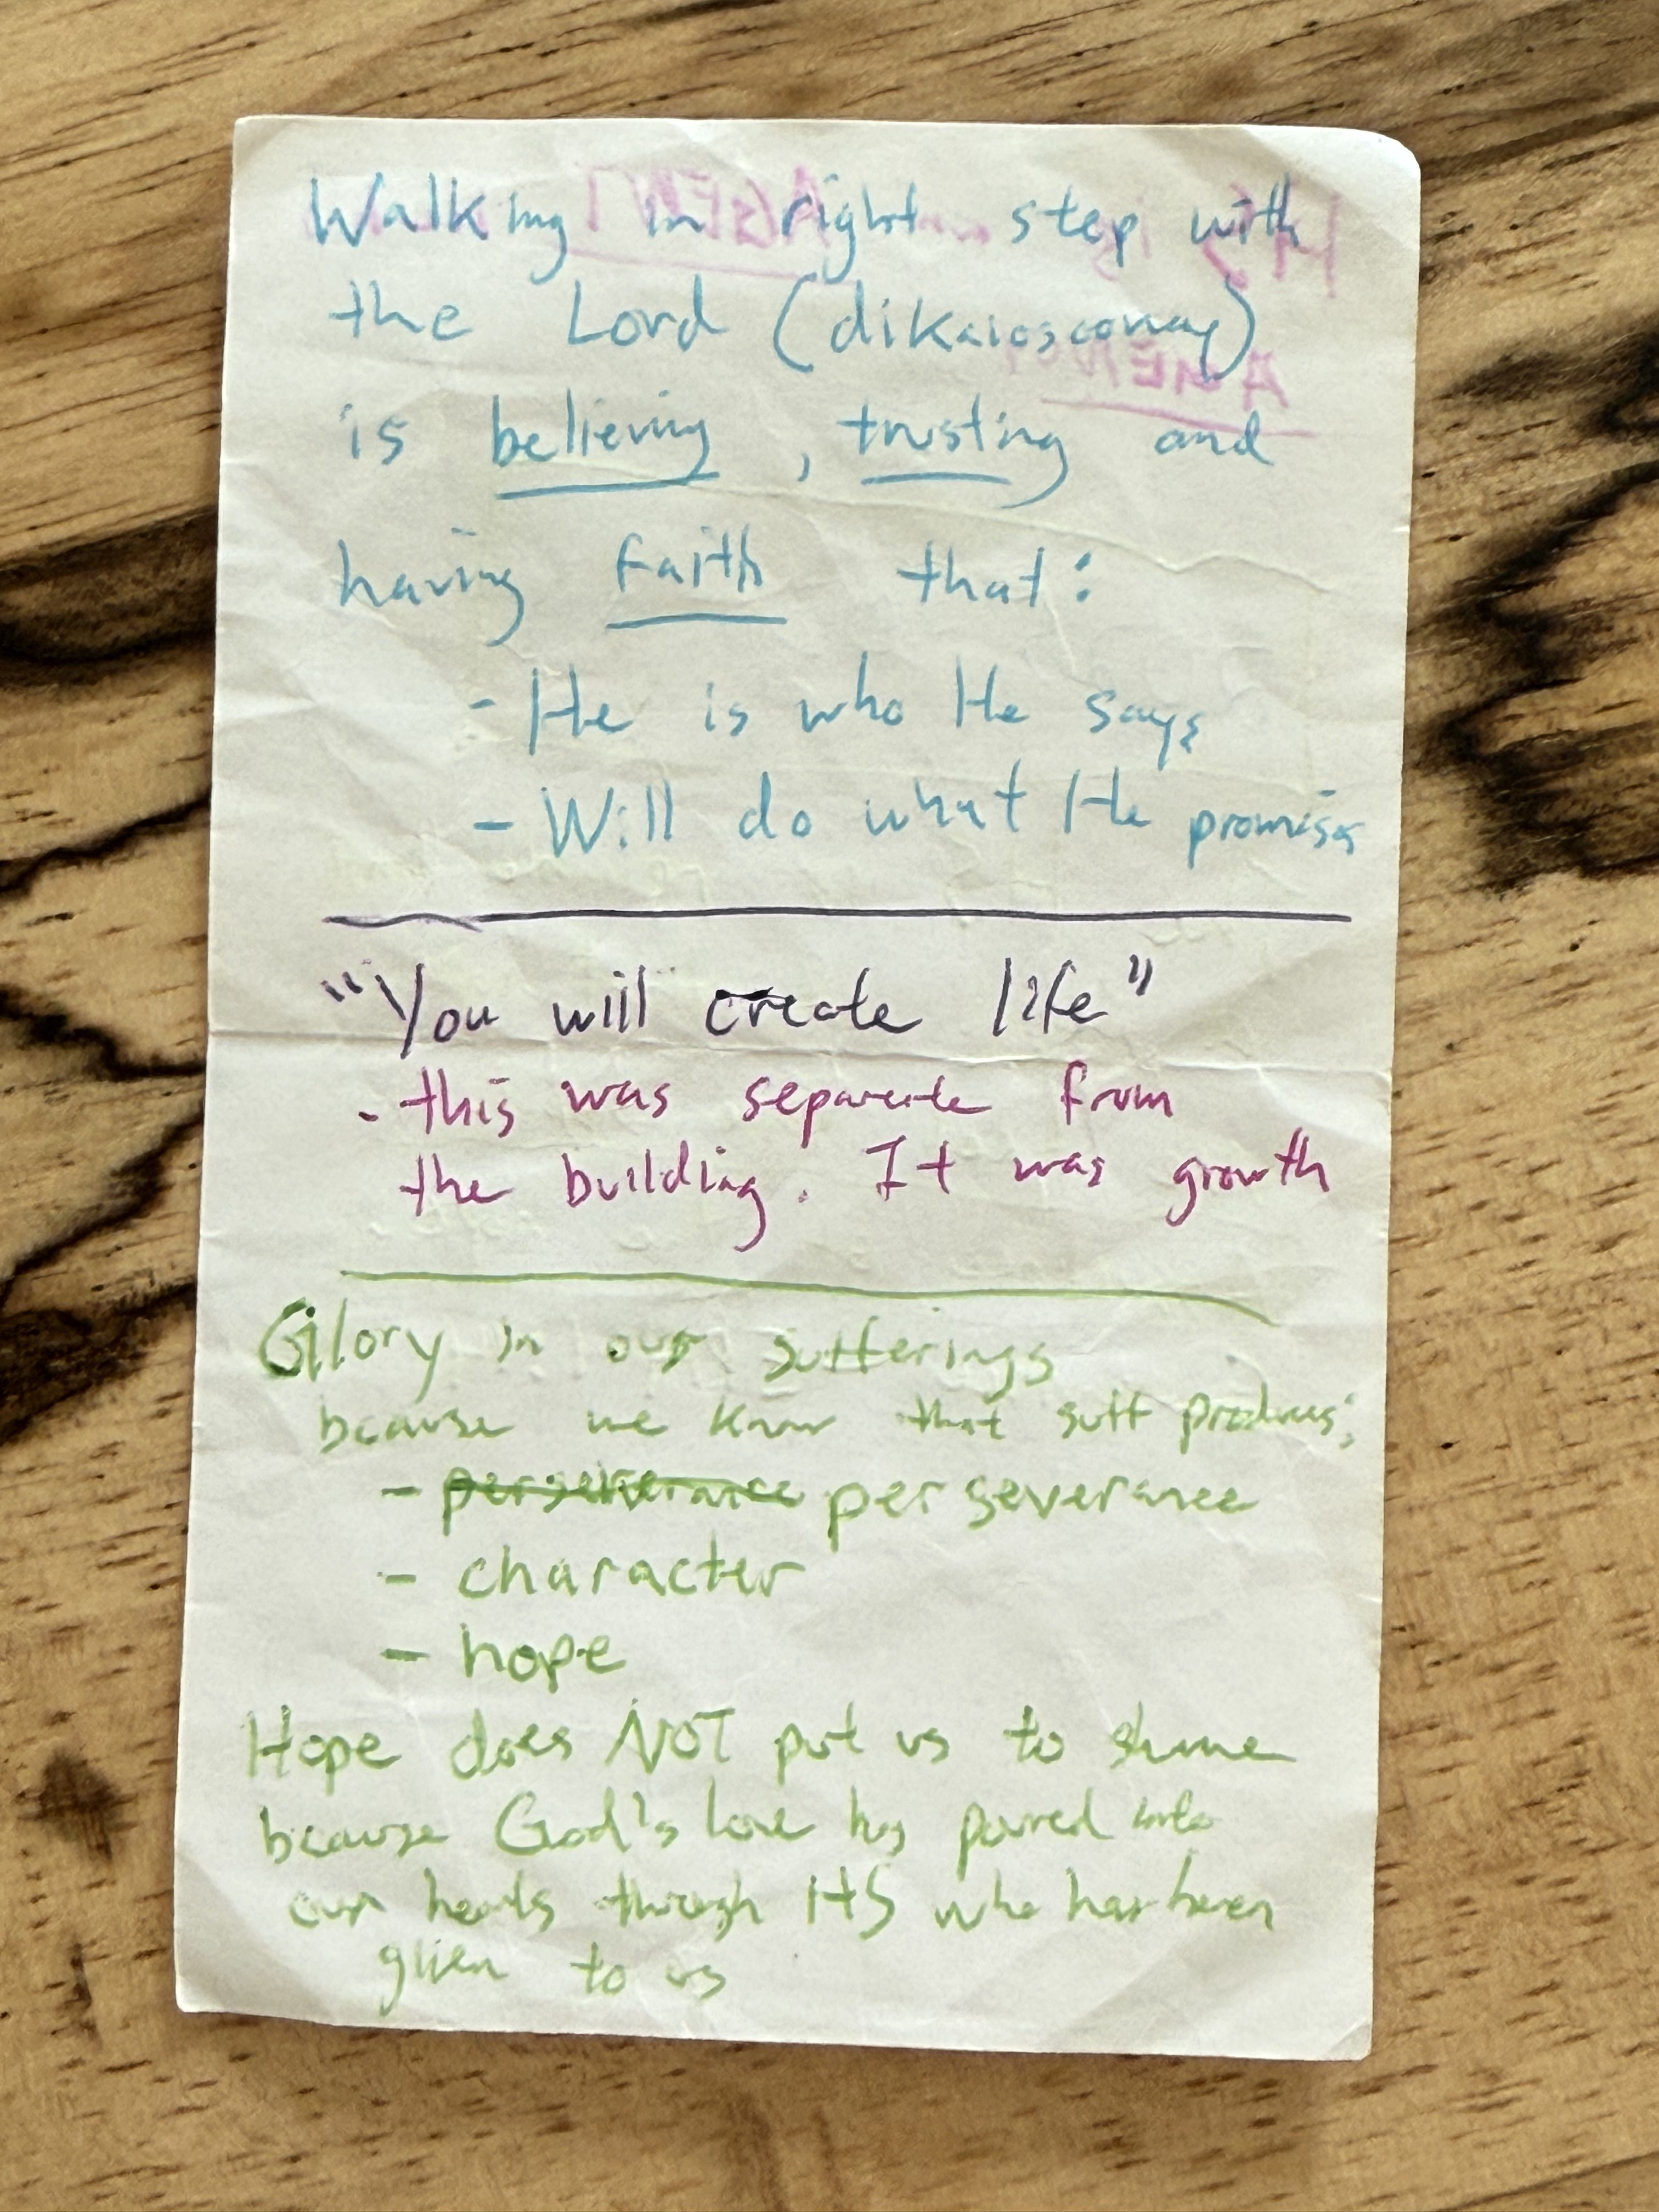 Walking in right step with
the Lord (dikaiosconay)
is believing, trusting and
having faith that:
- He is who He says
- Will do what He promises
"You will create life"
- this was separate from
the building. It was growth
Glory in our sufferings
because we know that suff produces;
- perseverance perseverance
- character
- hope
Hope does NOT put us to shame
because God's love has poured into
our hearts through HS who has been
given to us